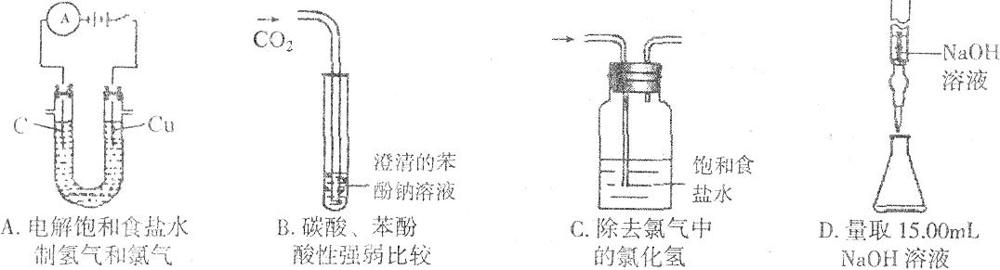 A
C
Cu
A. 电解饱和食盐水
制氢气和氯气
CO₂
澄清的苯
酚钠溶液
B. 碳酸、苯酚
酸性强弱比较
饱和食
盐水
C. 除去氯气中
的氯化氢
NaOH
溶液
D. 量取 15.00mL
NaOH 溶液